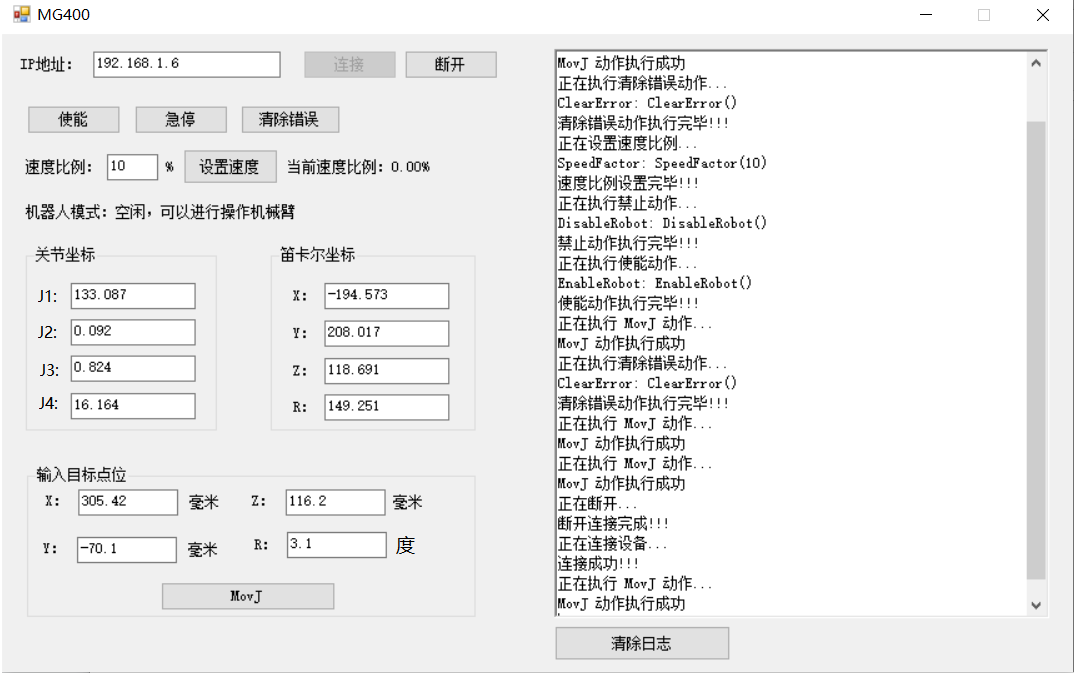 MG400
IP地址： 192.168.1.6 连接 断开
使能 急停 清除错误
速度比例： 10 % 设置速度 当前速度比例：0.00%
机器人模式：空闲，可以进行操作机械臂
关节坐标
J1: 133.087
J2: 0.092
J3: 0.824
J4: 16.164
笛卡尔坐标
X: -194.573
Y: 208.017
Z: 118.691
R: 149.251
输入目标点位
X: 305.42 毫米 Z: 116.2 毫米
Y: -70.1 毫米 R: 3.1 度
MovJ
MovJ 动作执行成功
正在执行清除错误动作...
ClearError: ClearError()
清除错误动作执行完毕!!!
正在设置速度比例...
SpeedFactor: SpeedFactor(10)
速度比例设置完毕!!!
正在执行禁止动作...
DisableRobot: DisableRobot()
禁止动作执行完毕!!!
正在执行使能动作...
EnableRobot: EnableRobot()
使能动作执行完毕!!!
正在执行 MovJ 动作...
MovJ 动作执行成功
正在执行清除错误动作...
ClearError: ClearError()
清除错误动作执行完毕!!!
正在执行 MovJ 动作...
MovJ 动作执行成功
正在执行 MovJ 动作...
MovJ 动作执行成功
正在断开...
断开连接完成!!!
正在连接设备...
连接成功!!!
正在执行 MovJ 动作...
MovJ 动作执行成功
清除日志